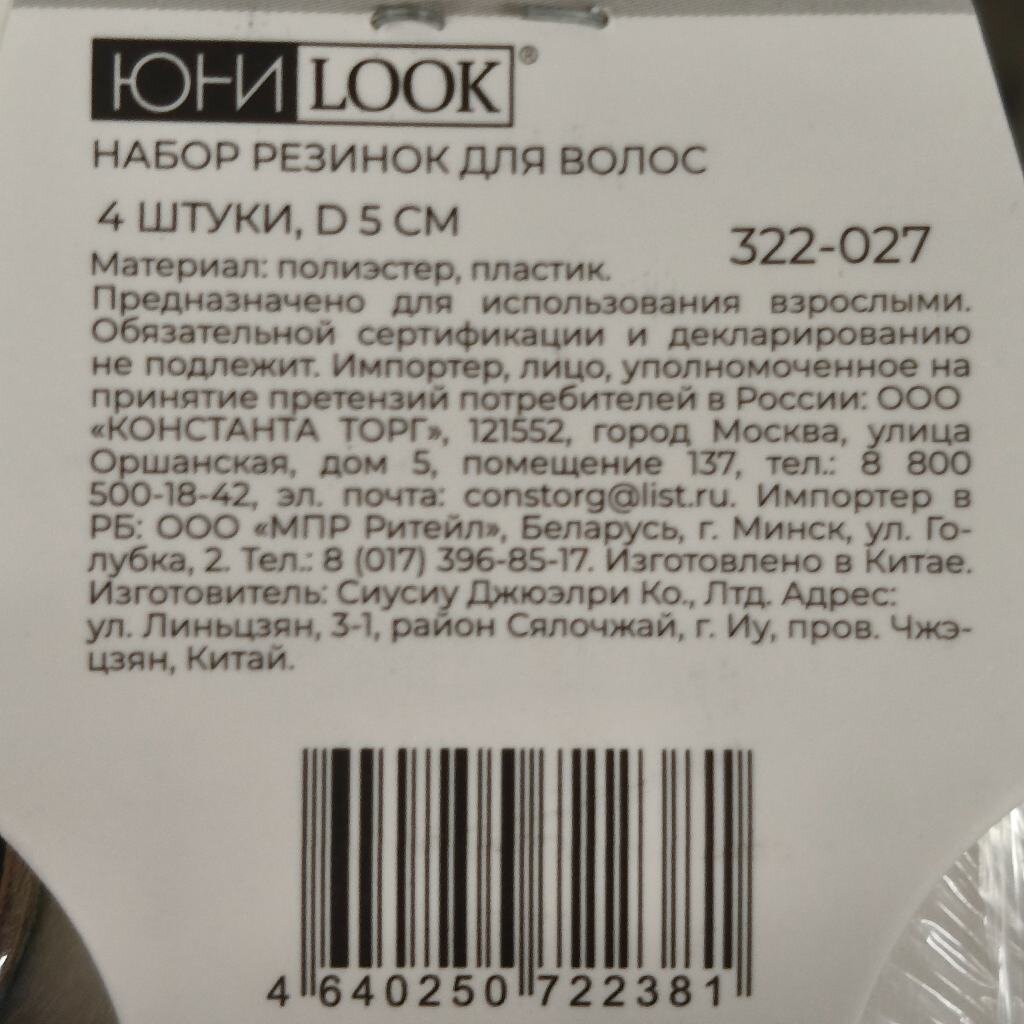 ЮНИLOOK®
НАБОР РЕЗИНОК ДЛЯ ВОЛОС
4 ШТУКИ, D 5 СМ
322-027
Материал: полиэстер, пластик.
Предназначено для использования взрослыми.
Обязательной сертификации и декларированию
не подлежит. Импортер, лицо, уполномоченное на
принятие претензий потребителей в России: ООО
«КОНСТАНТА ТОРГ», 121552, город Москва, улица
Оршанская, дом 5, помещение 137, тел.: 8 800
500-18-42, эл. почта: constorg@list.ru. Импортер в
РБ: ООО «МПР Ритейл», Беларусь, г. Минск, ул. Го-
лубка, 2. Тел.: 8 (017) 396-85-17. Изготовлено в Китае.
Изготовитель: Сиусиу Джюэлри Ко., Лтд. Адрес:
ул. Линьцзян, 3-1, район Сялочжай, г. Иу, пров. Чжэ-
цзян, Китай.
4 640250 722381